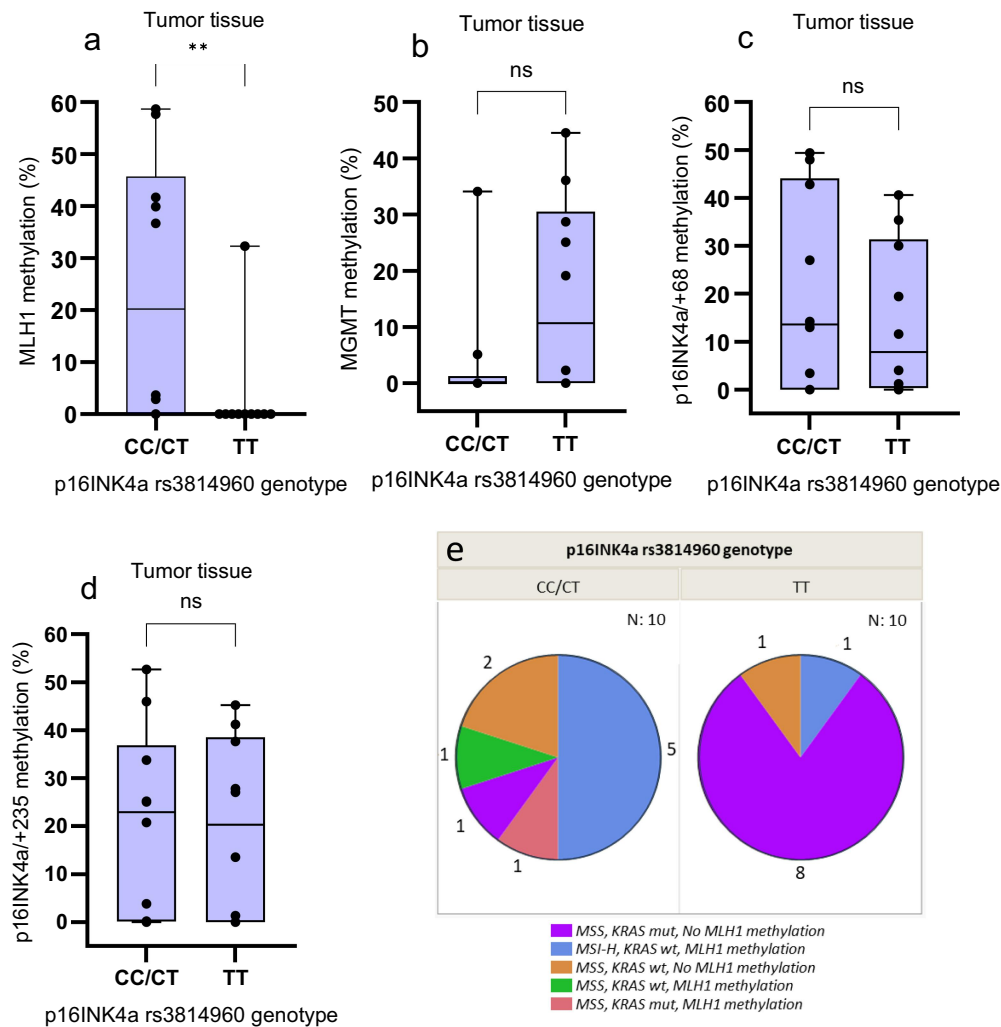 a
Tumor tissue
**
MLH1 methylation (%)
60
50
40
30
20
10
0
CC/CT TT
p16INK4a rs3814960 genotype
b
Tumor tissue
ns
MGMT methylation (%)
50
40
30
20
10
0
CC/CT TT
p16INK4a rs3814960 genotype
c
Tumor tissue
ns
p16INK4a/+68 methylation (%)
60
50
40
30
20
10
0
CC/CT TT
p16INK4a rs3814960 genotype
d
Tumor tissue
ns
p16INK4a/+235 methylation (%)
60
50
40
30
20
10
0
CC/CT TT
p16INK4a rs3814960 genotype
e
p16INK4a rs3814960 genotype
CC/CT TT
N: 10
2
5
1
1
1
N: 10
1
1
8
MSS, KRAS mut, No MLH1 methylation
MSI-H, KRAS wt, MLH1 methylation
MSS, KRAS wt, No MLH1 methylation
MSS, KRAS wt, MLH1 methylation
MSS, KRAS mut, MLH1 methylation